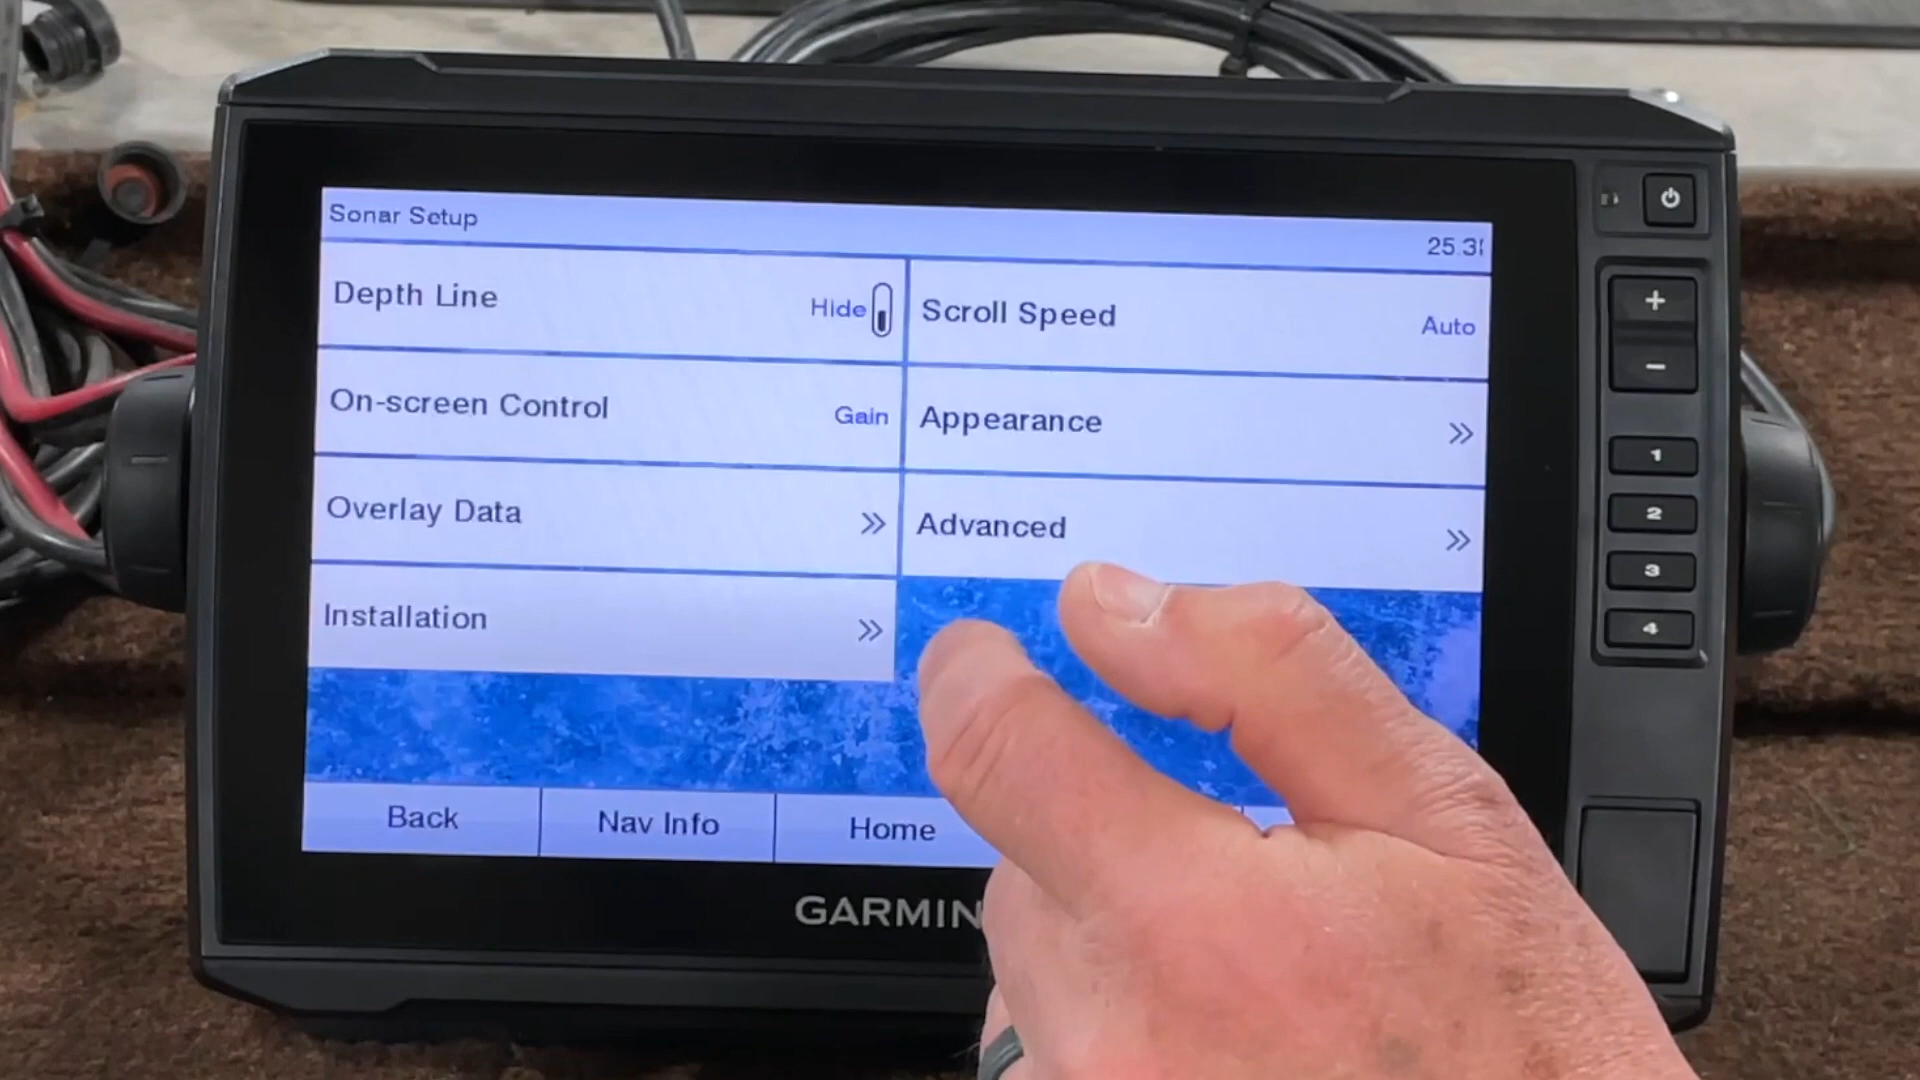 Sonar Setup
25.3
Depth Line
Hide
Scroll Speed
Auto
On-screen Control
Gain
Appearance
Overlay Data
Advanced
Installation
Back
Nav Info
Home
GARMIN
+
−
1
2
3
4